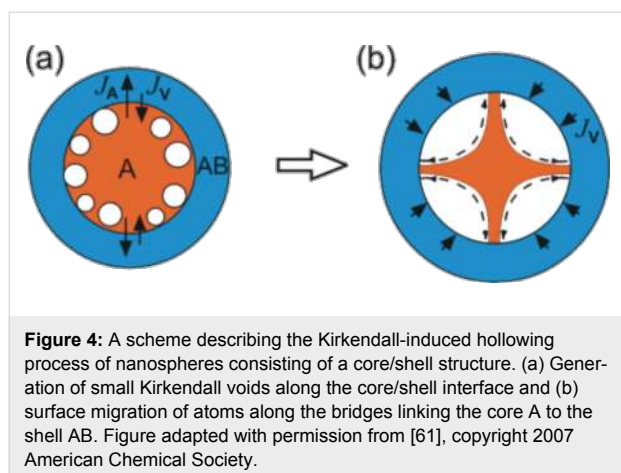 (a)
(b)
J_A
J_V
A
AB
J_V
Figure 4: A scheme describing the Kirkendall-induced hollowing
process of nanospheres consisting of a core/shell structure. (a) Gener-
ation of small Kirkendall voids along the core/shell interface and (b)
surface migration of atoms along the bridges linking the core A to the
shell AB. Figure adapted with permission from [61], copyright 2007
American Chemical Society.